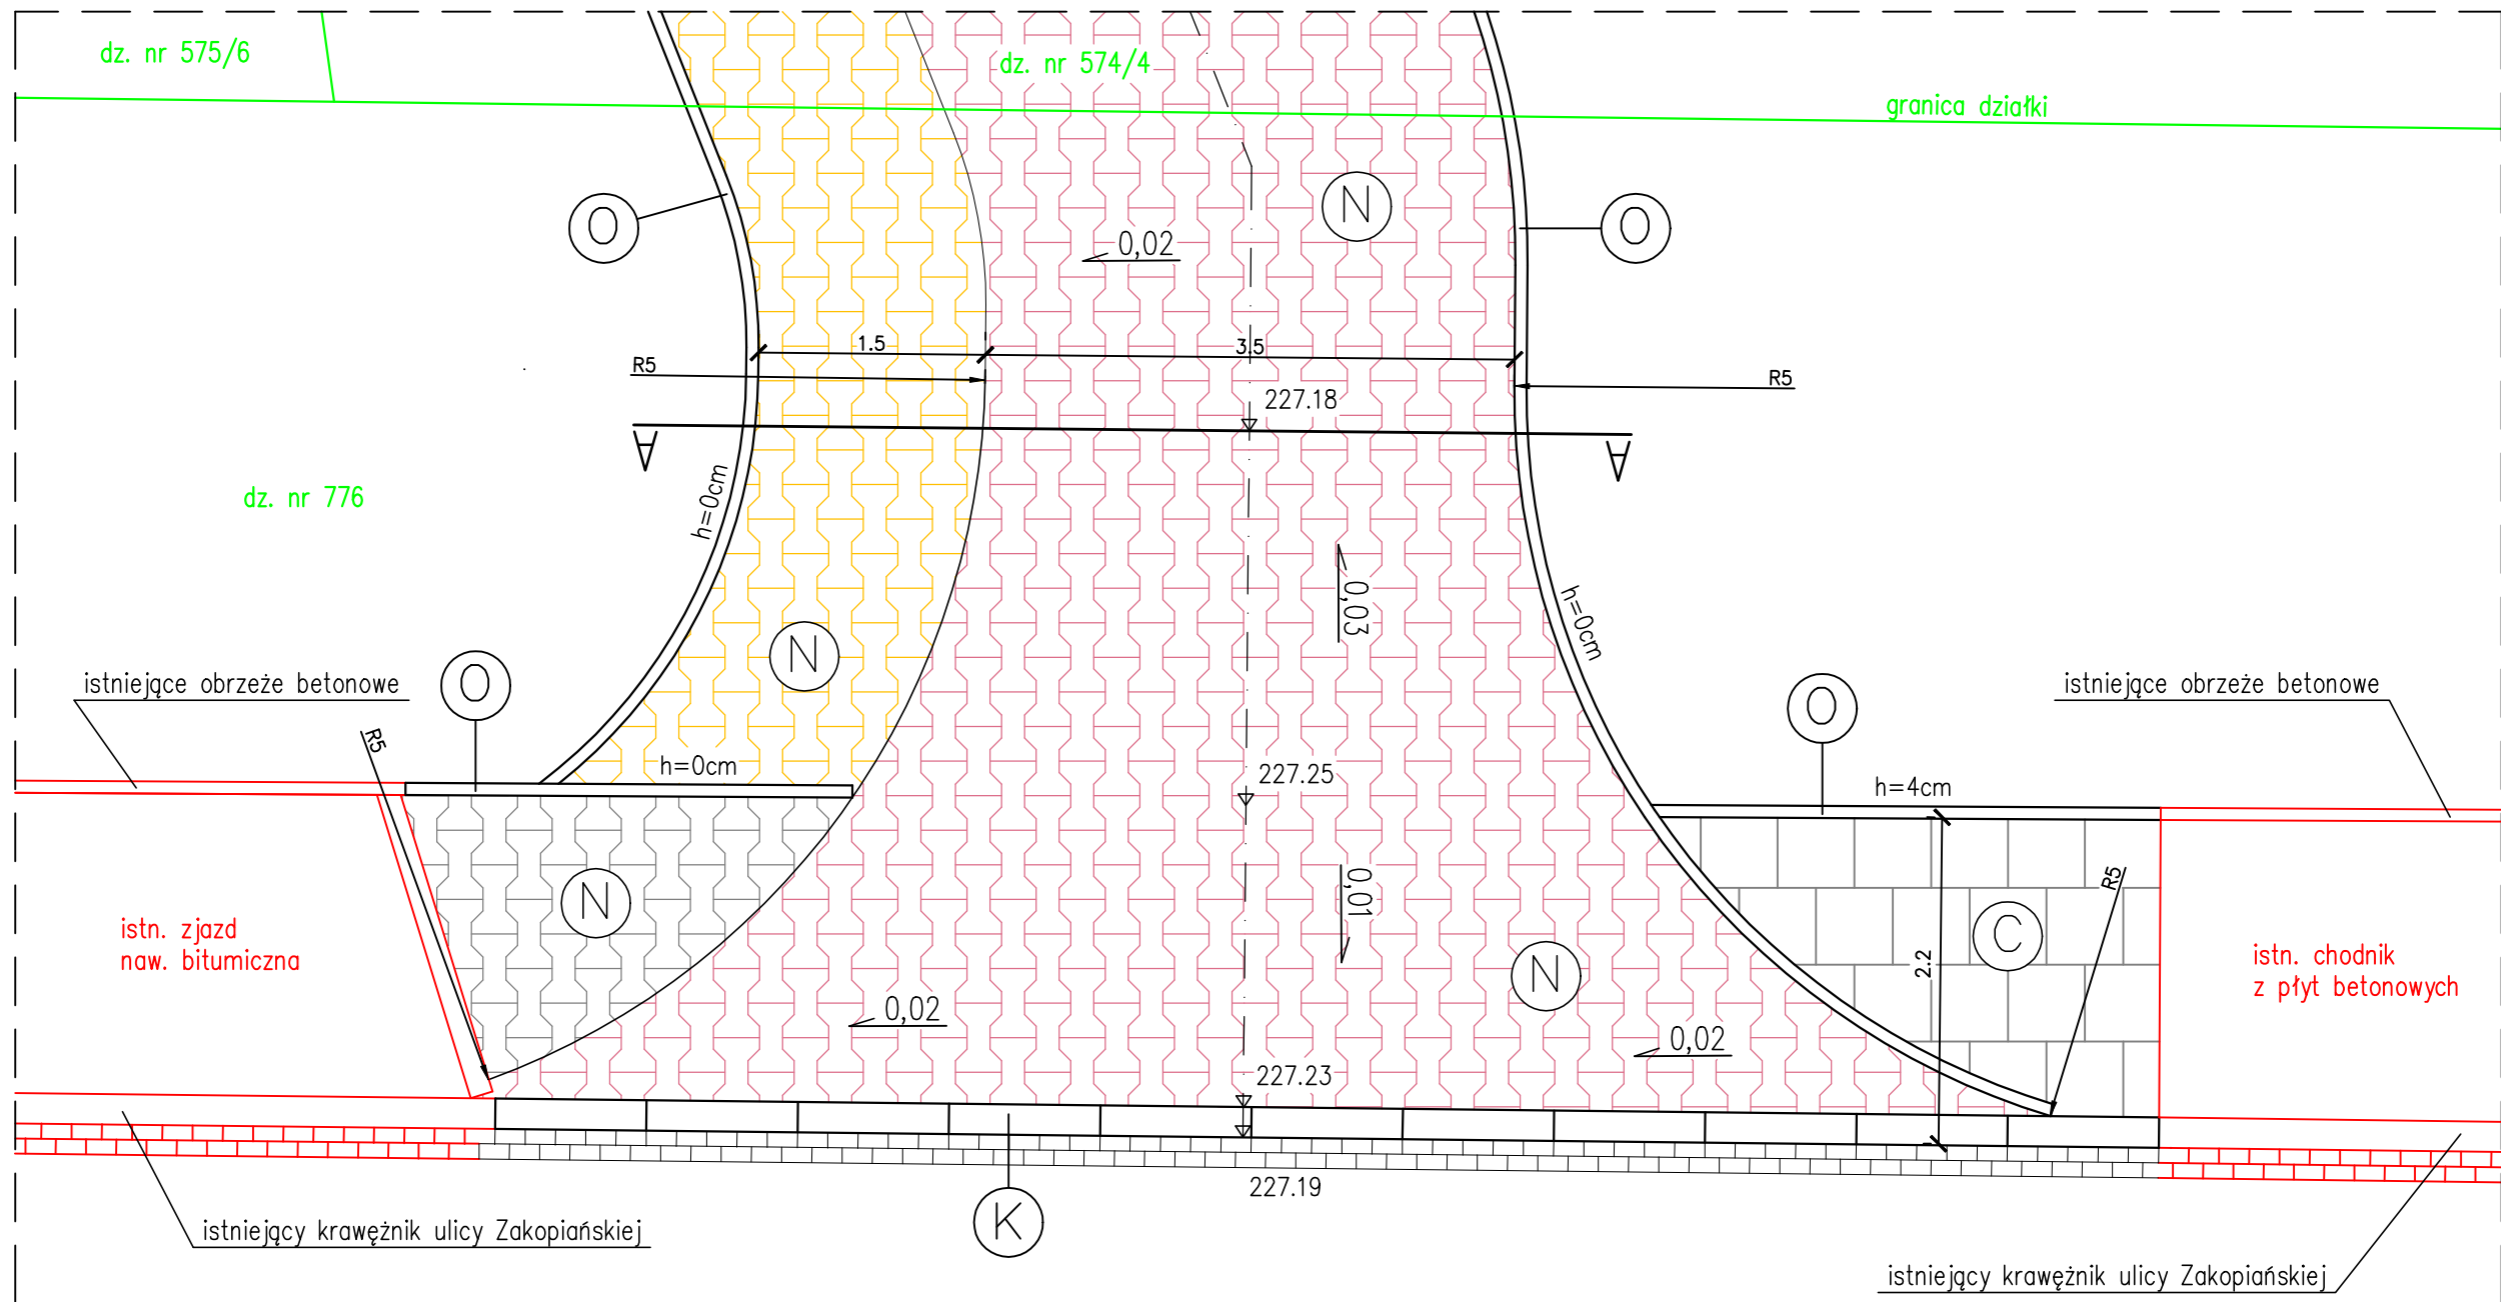 dz. nr 575/6
dz. nr 574/4
granica działki
N
O
O
0,02
1.5
3.5
R5
R5
227.18
A
A
h=0cm
dz. nr 776
0,03
h=0cm
N
O
istniejące obrzeże betonowe
istniejące obrzeże betonowe
O
R5
h=0cm
227.25
h=4cm
0,01
R5
N
C
istn. zjazd
naw. bitumiczna
2.2
istn. chodnik
z płyt betonowych
N
0,02
0,02
227.23
227.19
K
istniejący krawężnik ulicy Zakopiańskiej
istniejący krawężnik ulicy Zakopiańskiej